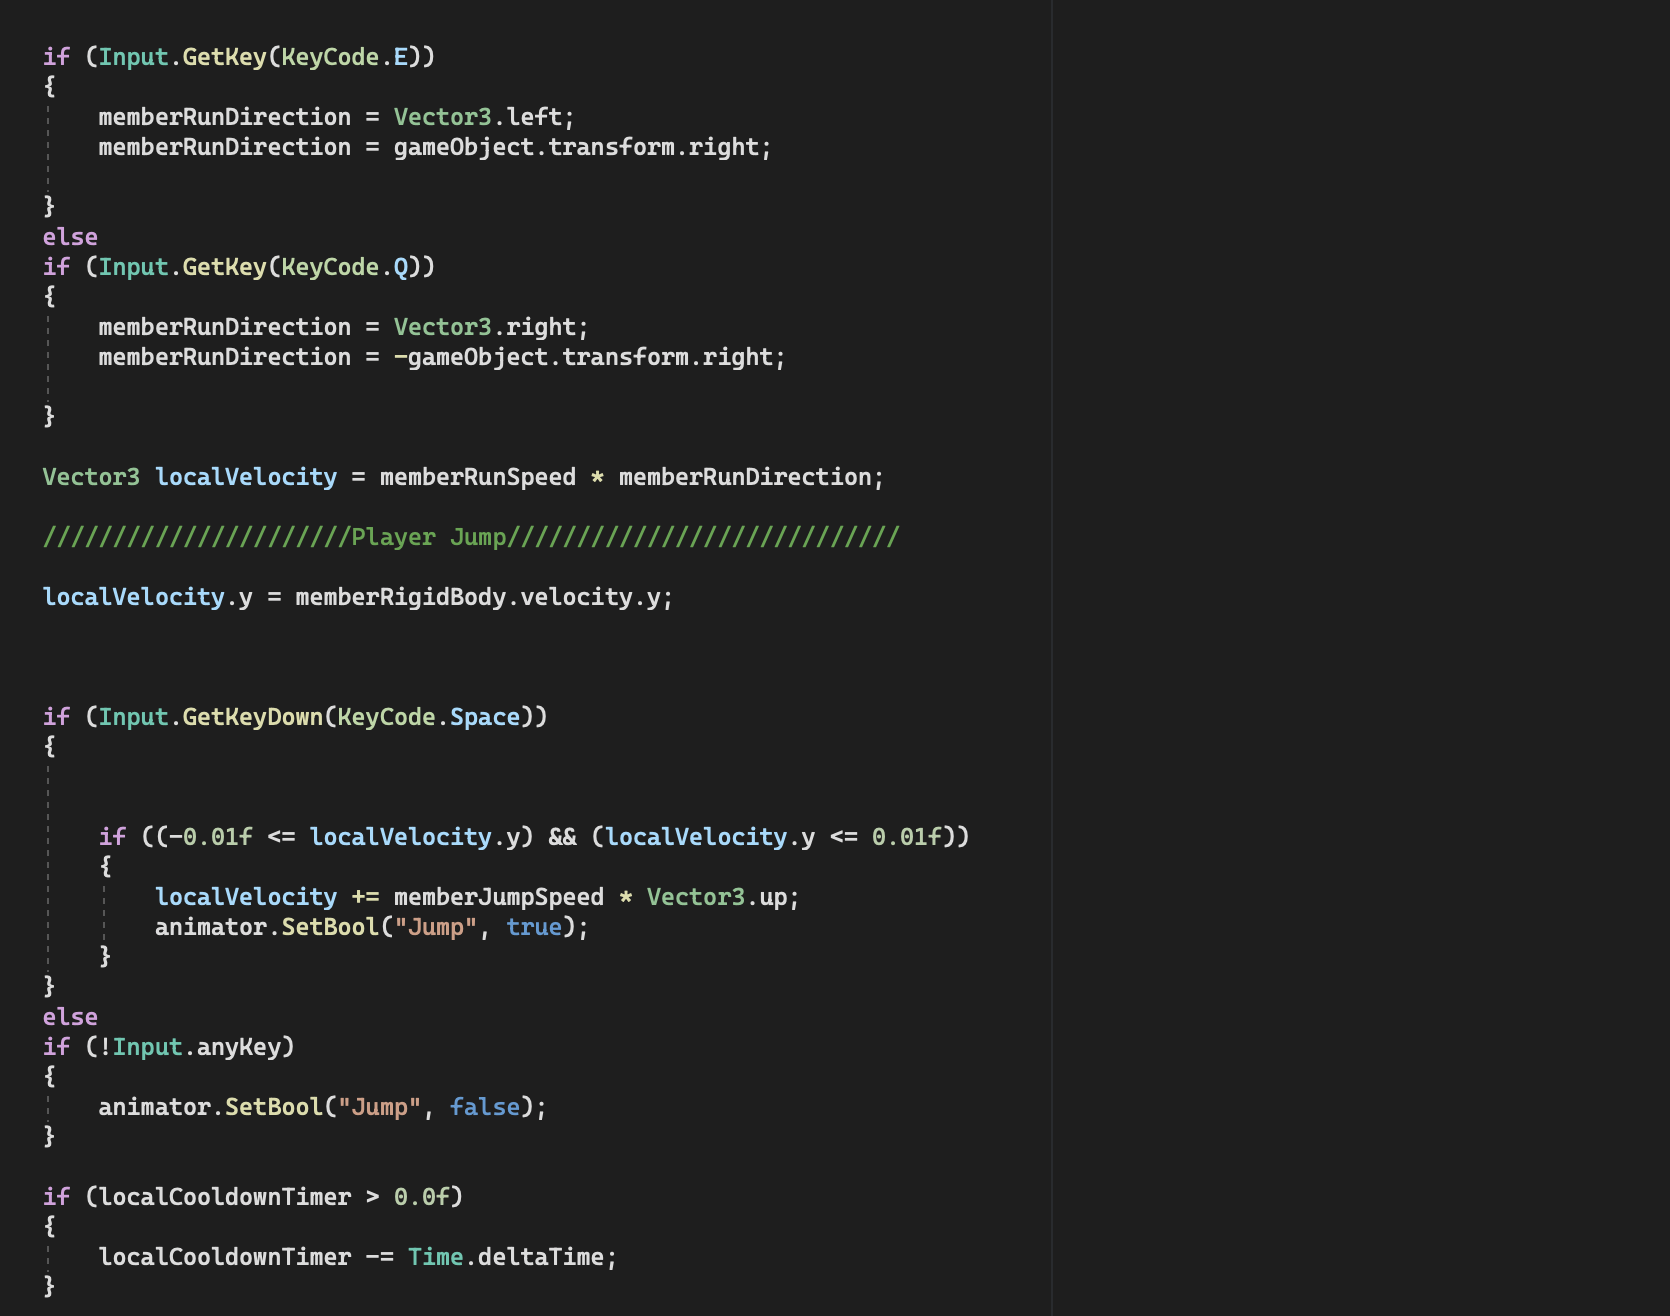 if (Input.GetKey(KeyCode.E))
{
    memberRunDirection = Vector3.left;
    memberRunDirection = gameObject.transform.right;

}
else
if (Input.GetKey(KeyCode.Q))
{
    memberRunDirection = Vector3.right;
    memberRunDirection = -gameObject.transform.right;

}

Vector3 localVelocity = memberRunSpeed * memberRunDirection;

//////////////////////Player Jump////////////////////////////

localVelocity.y = memberRigidBody.velocity.y;

if (Input.GetKeyDown(KeyCode.Space))
{

    if ((-0.01f <= localVelocity.y) && (localVelocity.y <= 0.01f))
    {
        localVelocity += memberJumpSpeed * Vector3.up;
        animator.SetBool("Jump", true);
    }
}
else
if (!Input.anyKey)
{
    animator.SetBool("Jump", false);
}

if (localCooldownTimer > 0.0f)
{
    localCooldownTimer -= Time.deltaTime;
}